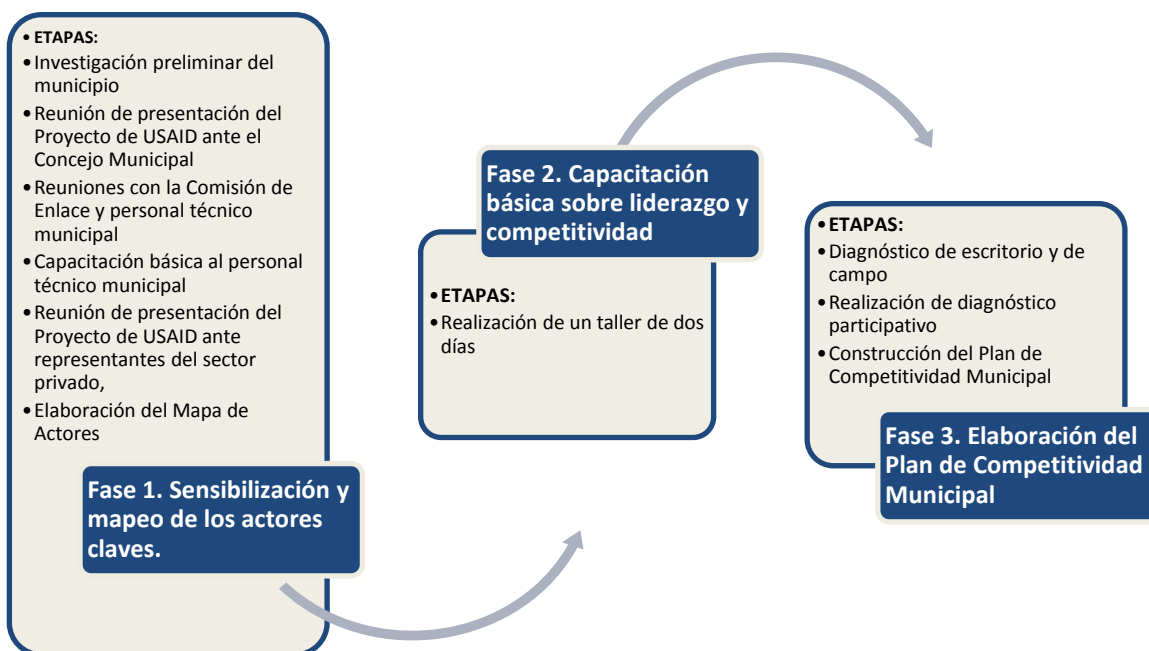 •ETAPAS:
•Investigación preliminar del
municipio
•Reunión de presentación del
Proyecto de USAID ante el
Concejo Municipal
•Reuniones con la Comisión de
Enlace y personal técnico
municipal
•Capacitación básica al personal
técnico municipal
•Reunión de presentación del
Proyecto de USAID ante
representantes del sector
privado,
•Elaboración del Mapa de
Actores
Fase 1. Sensibilización y
mapeo de los actores
claves.
Fase 2. Capacitación
básica sobre liderazgo y
competitividad
•ETAPAS:
•Realización de un taller de dos
días
•ETAPAS:
•Diagnóstico de escritorio y de
campo
•Realización de diagnóstico
participativo
•Construcción del Plan de
Competitividad Municipal
Fase 3. Elaboración del
Plan de Competitividad
Municipal